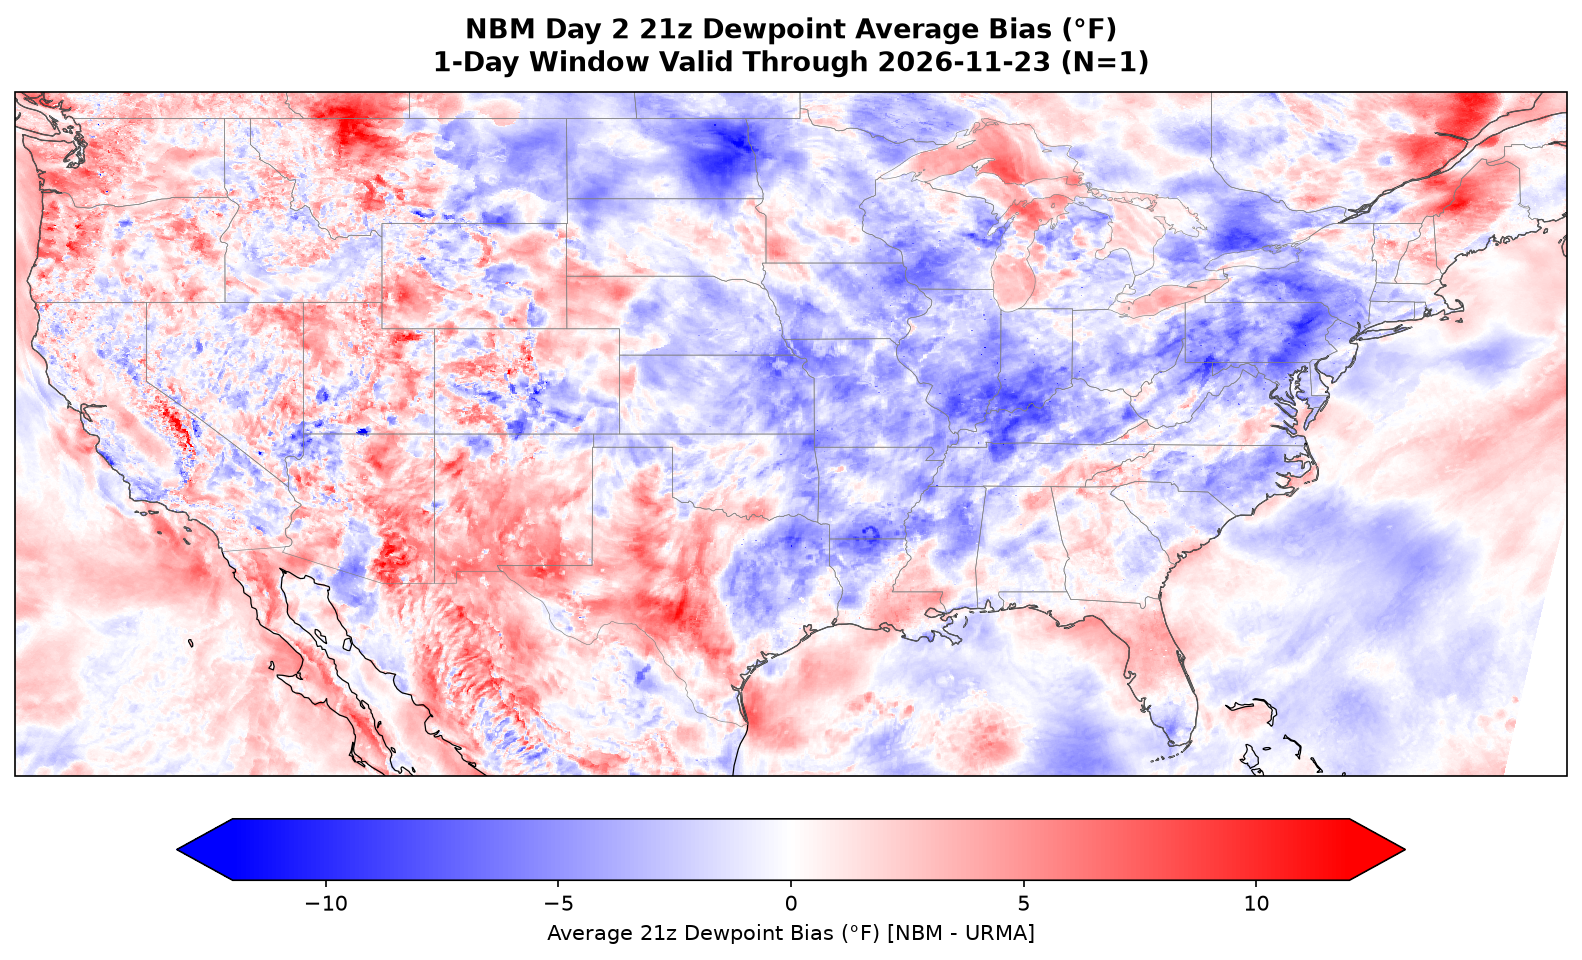 NBM Day 2 21z Dewpoint Average Bias (°F)
1-Day Window Valid Through 2026-11-23 (N=1)
−10 −5 0 5 10
Average 21z Dewpoint Bias (°F) [NBM - URMA]